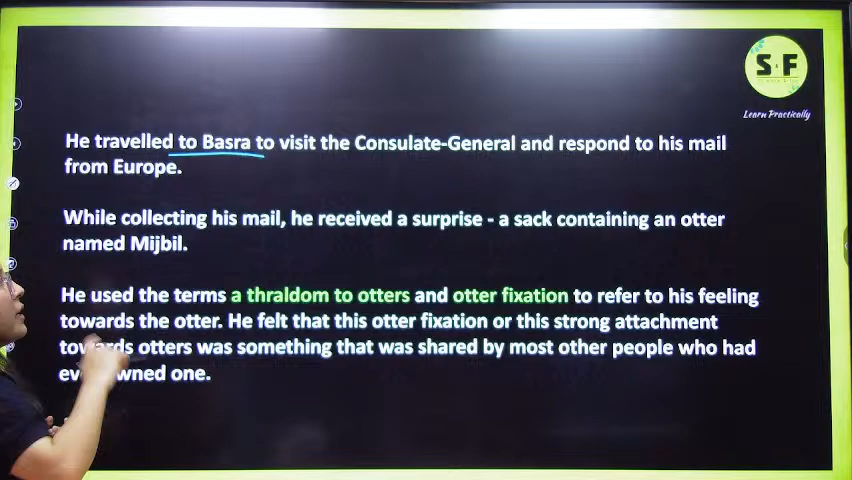 S F
Learn Practically
He travelled to Basra to visit the Consulate-General and respond to his mail
from Europe.
While collecting his mail, he received a surprise - a sack containing an otter
named Mijbil.
He used the terms a thraldom to otters and otter fixation to refer to his feeling
towards the otter. He felt that this otter fixation or this strong attachment
towards otters was something that was shared by most other people who had
owned one.